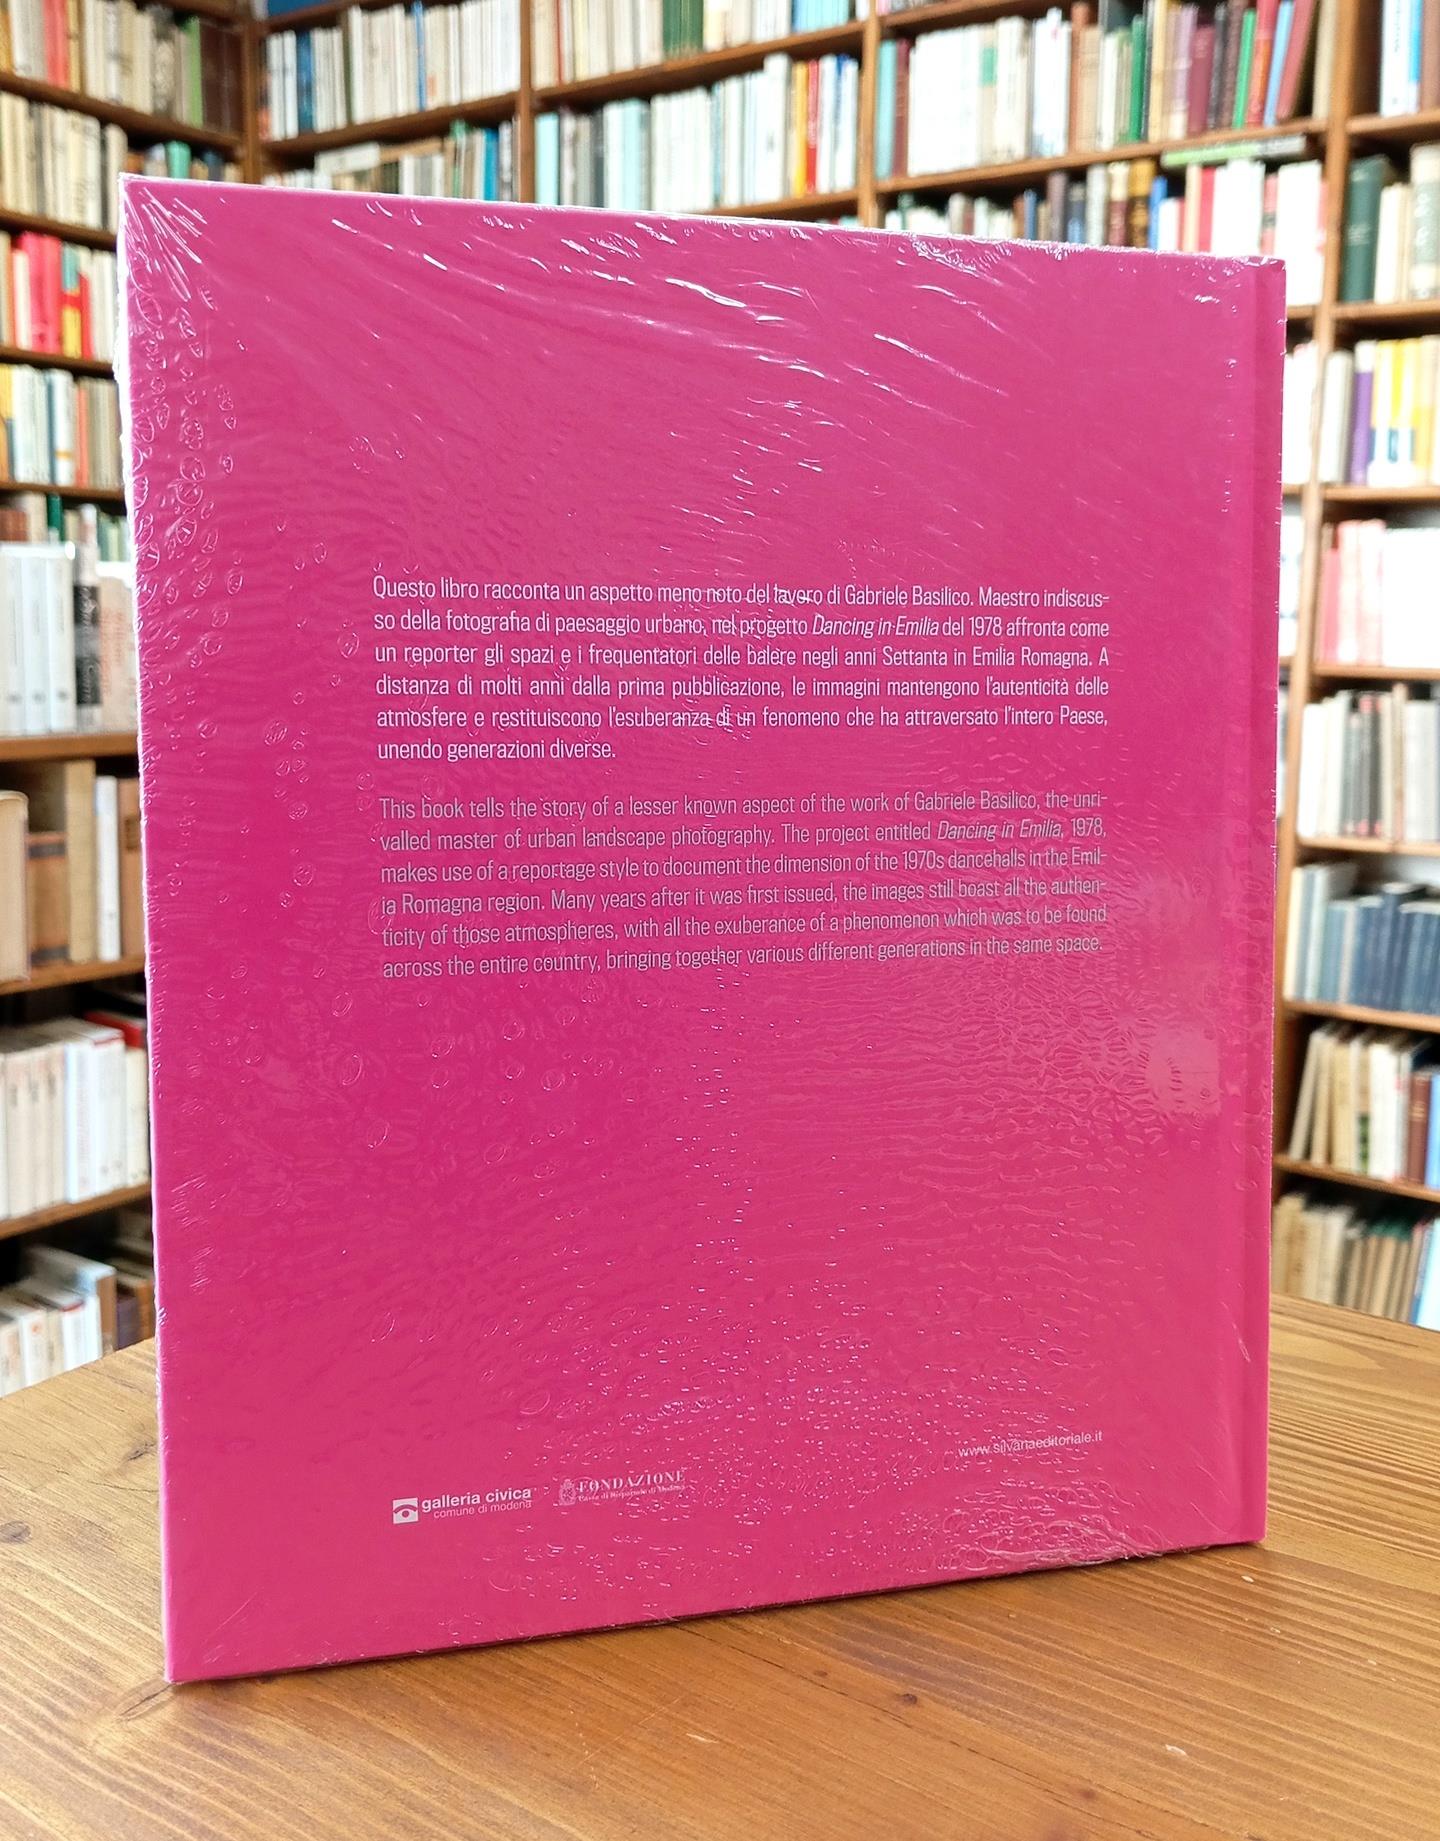 Questo libro racconta un aspetto meno noto del lavoro di Gabriele Basilico. Maestro indiscus-
so della fotografia di paesaggio urbano, nel progetto Dancing in Emilia del 1978 affronta come
un reporter gli spazi e i frequentatori delle balere negli anni Settanta in Emilia Romagna. A
distanza di molti anni dalla prima pubblicazione, le immagini mantengono l'autenticità delle
atmosfere e restituiscono l'esuberanza di un fenomeno che ha attraversato l'intero Paese,
unendo generazioni diverse.
This book tells the story of a lesser known aspect of the work of Gabriele Basilico, the unri-
valled master of urban landscape photography. The project entitled Dancing in Emilia, 1978,
makes use of a reportage style to document the dimension of the 1970s dancehalls in the Emil-
ia Romagna region. Many years after it was first issued, the images still boast all the authen-
ticity of those atmospheres, with all the exuberance of a phenomenon which was to be found
across the entire country, bringing together various different generations in the same space.
www.silvanaeditoriale.it
galleria civica
comune di modena
FONDAZIONE
Cassa di Risparmio di Modena